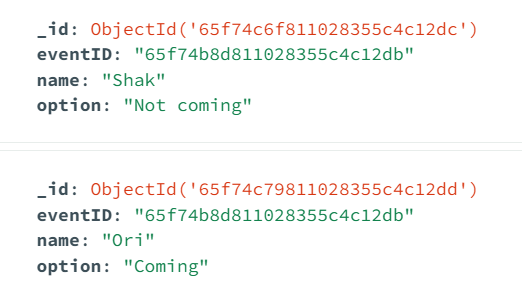 _id: ObjectId('65f74c6f811028355c4c12dc')
eventID: "65f74b8d811028355c4c12db"
name: "Shak"
option: "Not coming"
_id: ObjectId('65f74c79811028355c4c12dd')
eventID: "65f74b8d811028355c4c12db"
name: "Ori"
option: "Coming"